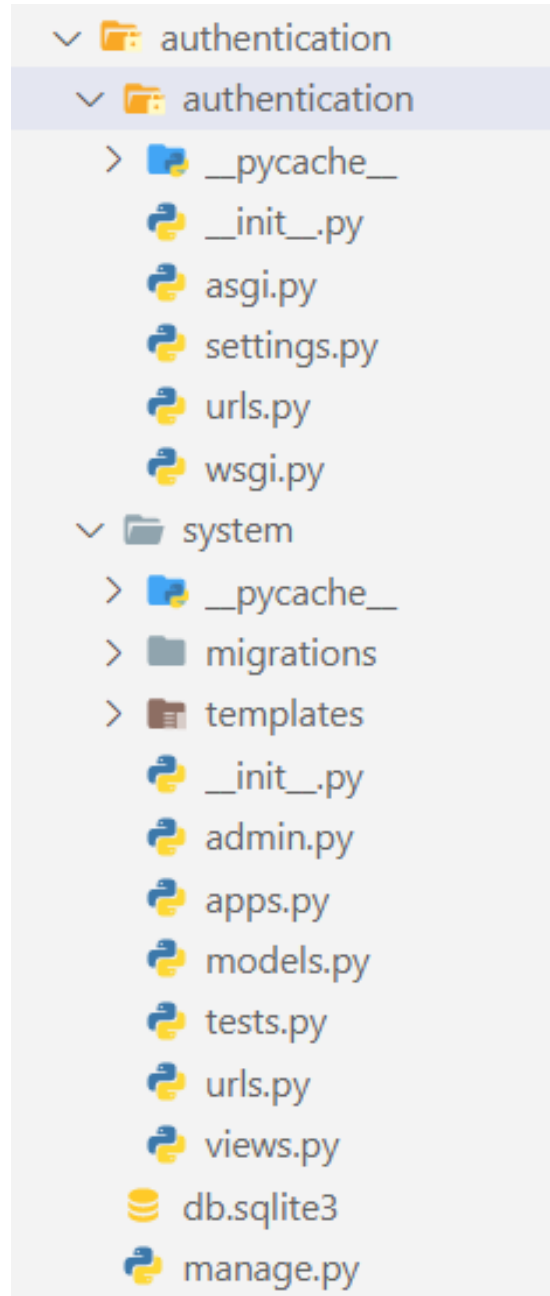 authentication
authentication
__pycache__
__init__.py
asgi.py
settings.py
urls.py
wsgi.py
system
__pycache__
migrations
templates
__init__.py
admin.py
apps.py
models.py
tests.py
urls.py
views.py
db.sqlite3
manage.py